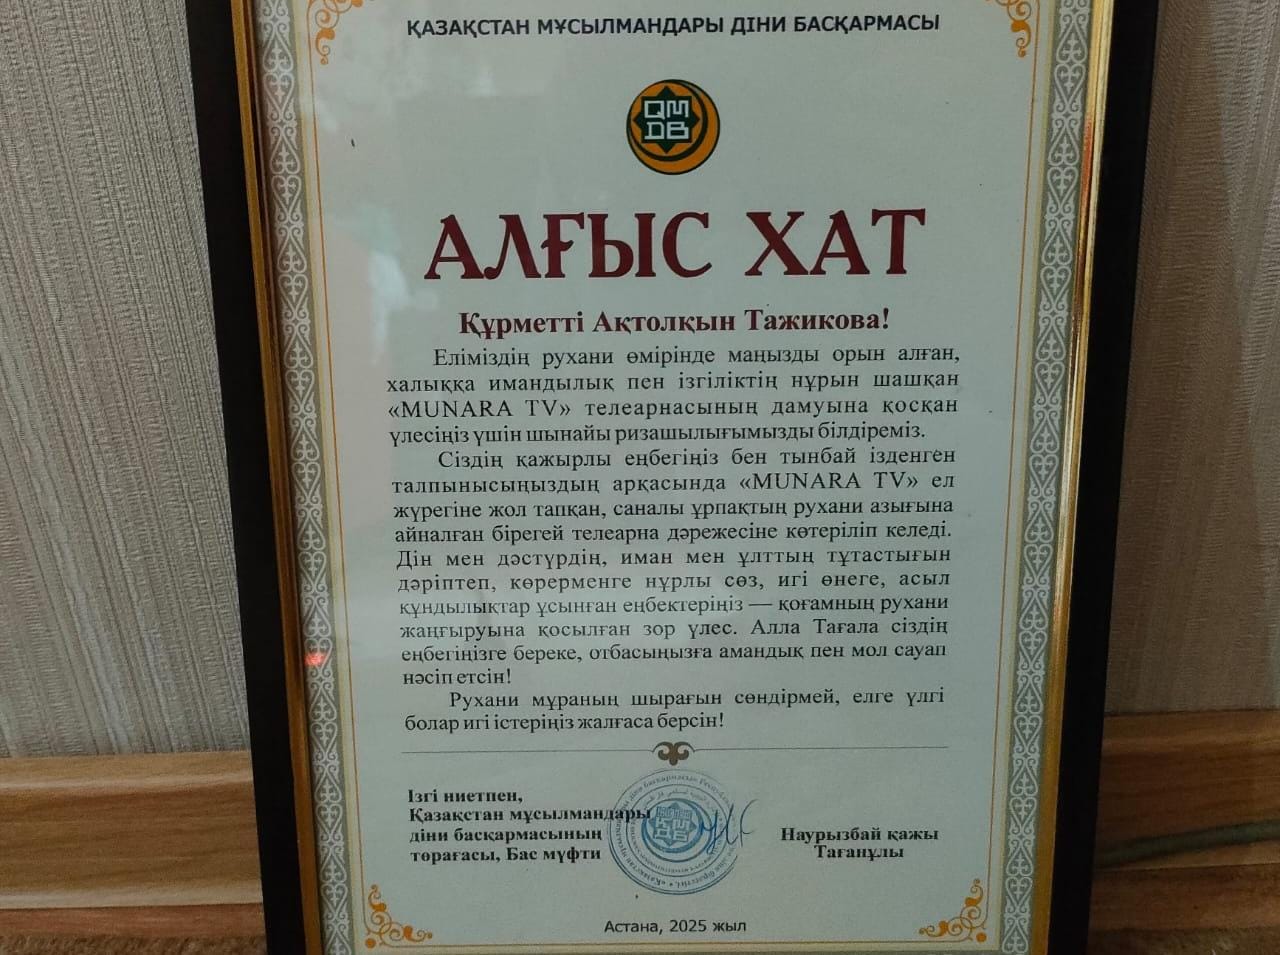 ҚАЗАҚСТАН МҰСЫЛМАНДАРЫ ДІНИ БАСҚАРМАСЫ
QM
DB
АЛҒЫС ХАТ
Құрметті Ақтолқын Тажикова!
Еліміздің рухани өмірінде маңызды орын алған,
халыққа имандылық пен ізгіліктің нұрын шашқан
«MUNARA TV» телеарнасының дамуына қосқан
үлесіңіз үшін шынайы ризашылығымызды білдіреміз.
Сіздің қажырлы еңбегіңіз бен тынбай ізденген
талпынысыңыздың арқасында «MUNARA TV» ел
жүрегіне жол тапқан, саналы ұрпақтың рухани азығына
айналған бірегей телеарна дәрежесіне көтеріліп келеді.
Дін мен дәстүрдің, иман мен ұлттың тұтастығын
дәріптеп, көрерменге нұрлы сөз, игі өнеге, асыл
құндылықтар ұсынған еңбектеріңіз — қоғамның рухани
жаңғыруына қосылған зор үлес. Алла Тағала сіздің
еңбегіңізге береке, отбасыңызға амандық пен мол сауап
нәсіп етсін!
Рухани мұраның шырағын сөндірмей, елге үлгі
болар игі істеріңіз жалғаса берсін!
Ізгі ниетпен,
Қазақстан мұсылмандары
діни басқармасының
төрағасы, Бас мүфти
Наурызбай қажы
Тағанұлы
Астана, 2025 жыл